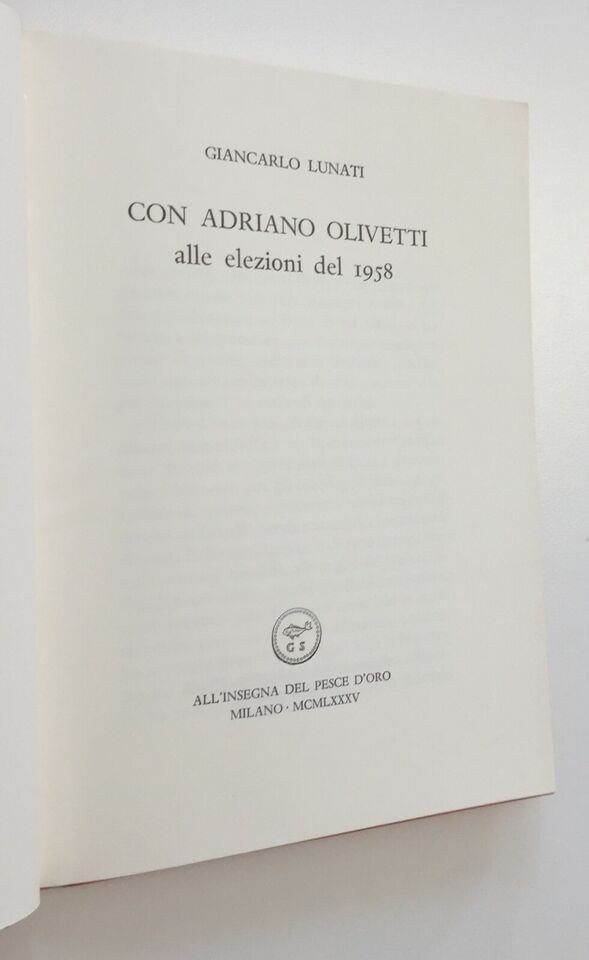 GIANCARLO LUNATI
CON ADRIANO OLIVETTI
alle elezioni del 1958
G S
ALL'INSEGNA DEL PESCE D'ORO
MILANO · MCMLXXXV